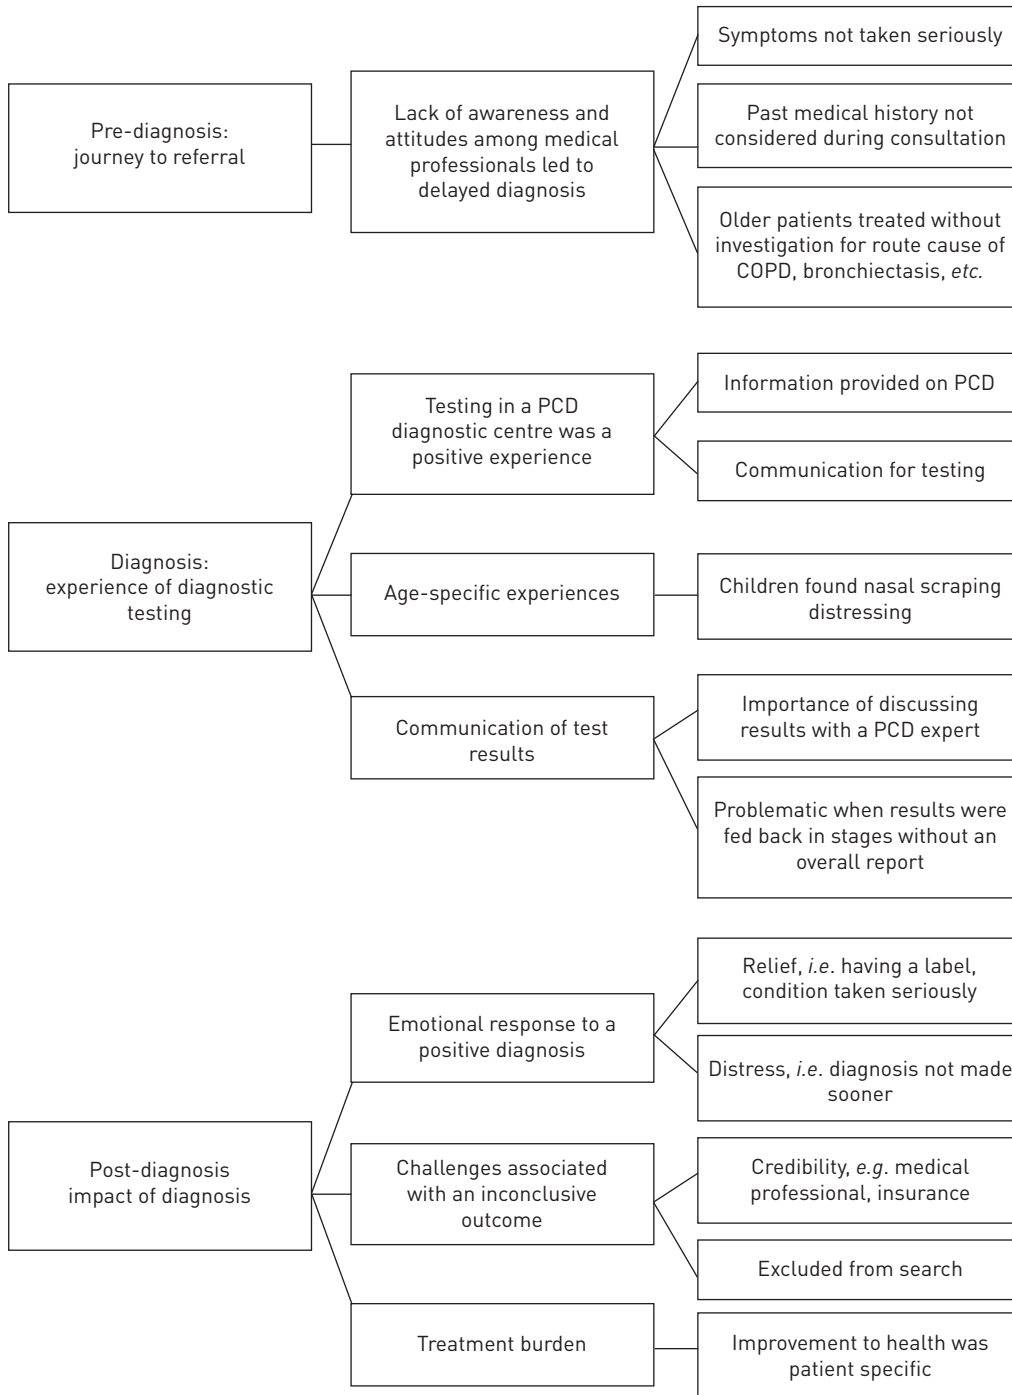 Symptoms not taken seriously
Pre-diagnosis:
journey to referral
Lack of awareness and
attitudes among medical
professionals led to
delayed diagnosis
Past medical history not
considered during consultation
Older patients treated without
investigation for route cause of
COPD, bronchiectasis, etc.
Information provided on PCD
Testing in a PCD
diagnostic centre was a
positive experience
Communication for testing
Diagnosis:
experience of diagnostic
testing
Age-specific experiences
Children found nasal scraping
distressing
Communication of test
results
Importance of discussing
results with a PCD expert
Problematic when results were
fed back in stages without an
overall report
Relief, i.e. having a label,
condition taken seriously
Emotional response to a
positive diagnosis
Distress, i.e. diagnosis not made
sooner
Post-diagnosis
impact of diagnosis
Challenges associated
with an inconclusive
outcome
Credibility, e.g. medical
professional, insurance
Excluded from search
Treatment burden
Improvement to health was
patient specific